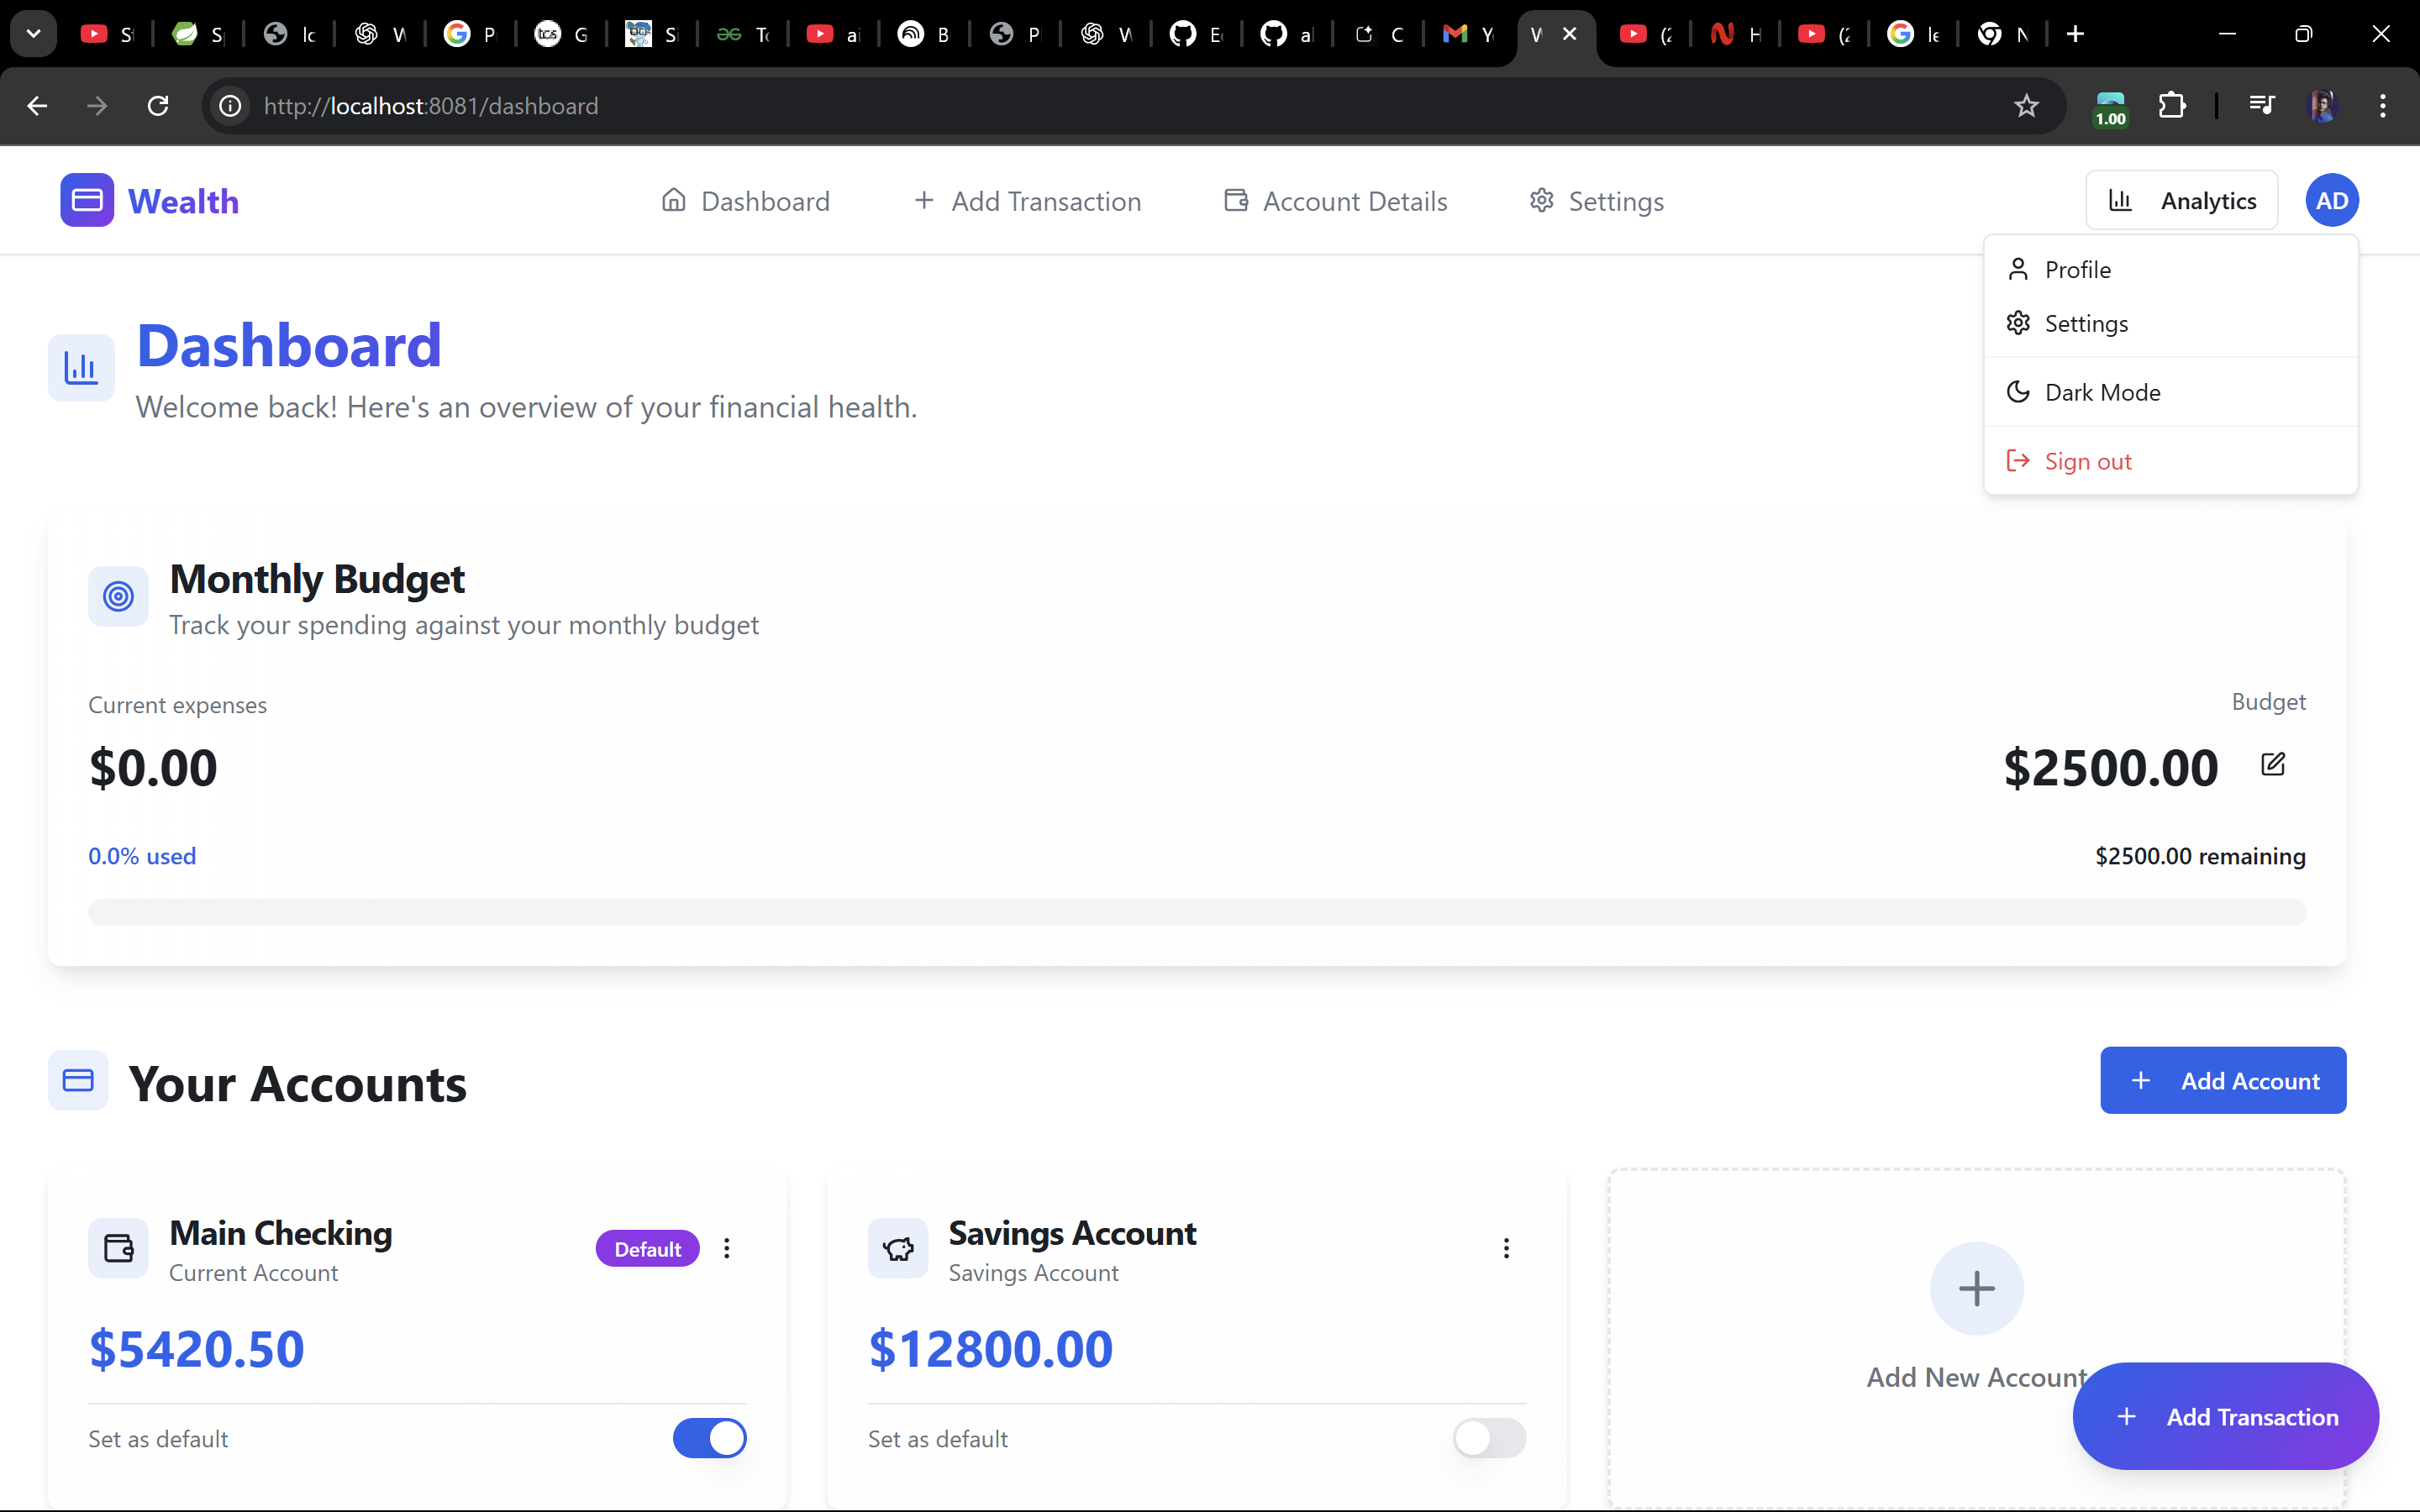 http://localhost:8081/dashboard
1.00
Wealth
Dashboard
Add Transaction
Account Details
Settings
Analytics
AD
Profile
Settings
Dark Mode
Sign out
Dashboard
Welcome back! Here's an overview of your financial health.
Monthly Budget
Track your spending against your monthly budget
Current expenses
Budget
$0.00
$2500.00
0.0% used
$2500.00 remaining
Your Accounts
Add Account
Main Checking
Default
Current Account
$5420.50
Set as default
Savings Account
Savings Account
$12800.00
Set as default
Add New Account
Add Transaction